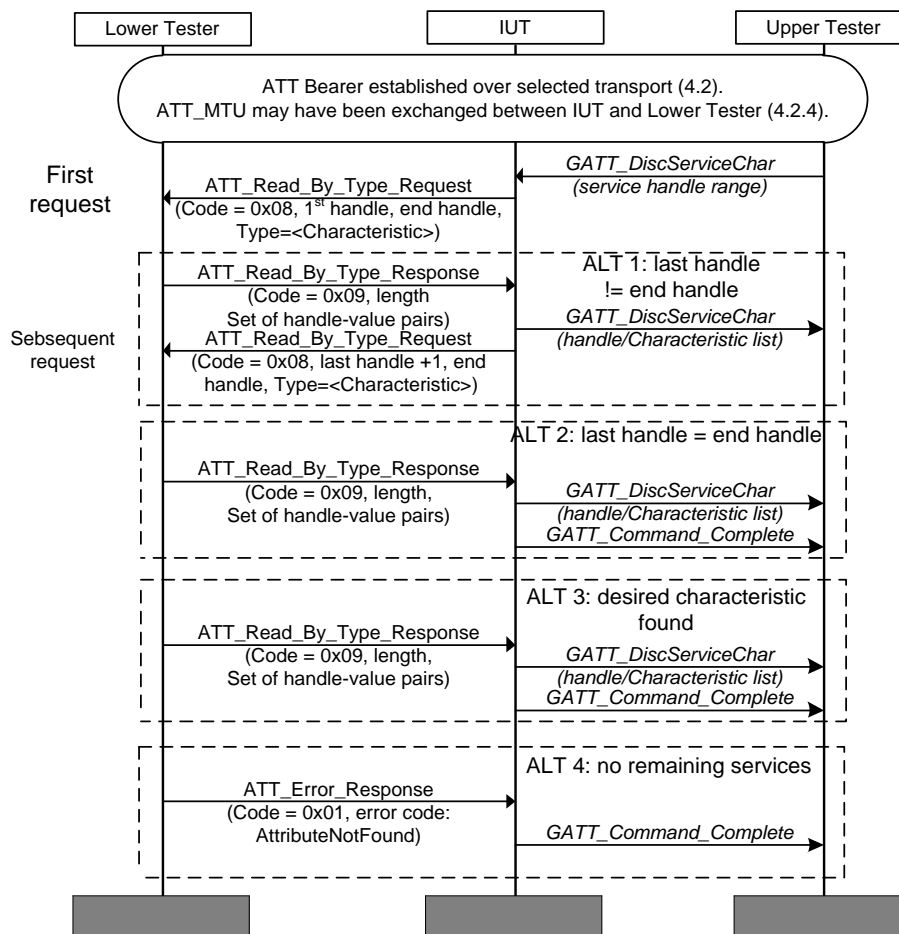 Lower Tester
IUT
Upper Tester
ATT Bearer established over selected transport (4.2).
ATT_MTU may have been exchanged between IUT and Lower Tester (4.2.4).
First
request
GATT_DiscServiceChar
(service handle range)
ATT_Read_By_Type_Request
(Code = 0x08, 1st handle, end handle,
Type=<Characteristic>)
ALT 1: last handle
!= end handle
ATT_Read_By_Type_Response
(Code = 0x09, length
Set of handle-value pairs)
GATT_DiscServiceChar
(handle/Characteristic list)
Sebsequent
request
ATT_Read_By_Type_Request
(Code = 0x08, last handle +1, end
handle, Type=<Characteristic>)
ALT 2: last handle = end handle
ATT_Read_By_Type_Response
(Code = 0x09, length,
Set of handle-value pairs)
GATT_DiscServiceChar
(handle/Characteristic list)
GATT_Command_Complete
ALT 3: desired characteristic
found
ATT_Read_By_Type_Response
(Code = 0x09, length,
Set of handle-value pairs)
GATT_DiscServiceChar
(handle/Characteristic list)
GATT_Command_Complete
ALT 4: no remaining services
ATT_Error_Response
(Code = 0x01, error code:
AttributeNotFound)
GATT_Command_Complete